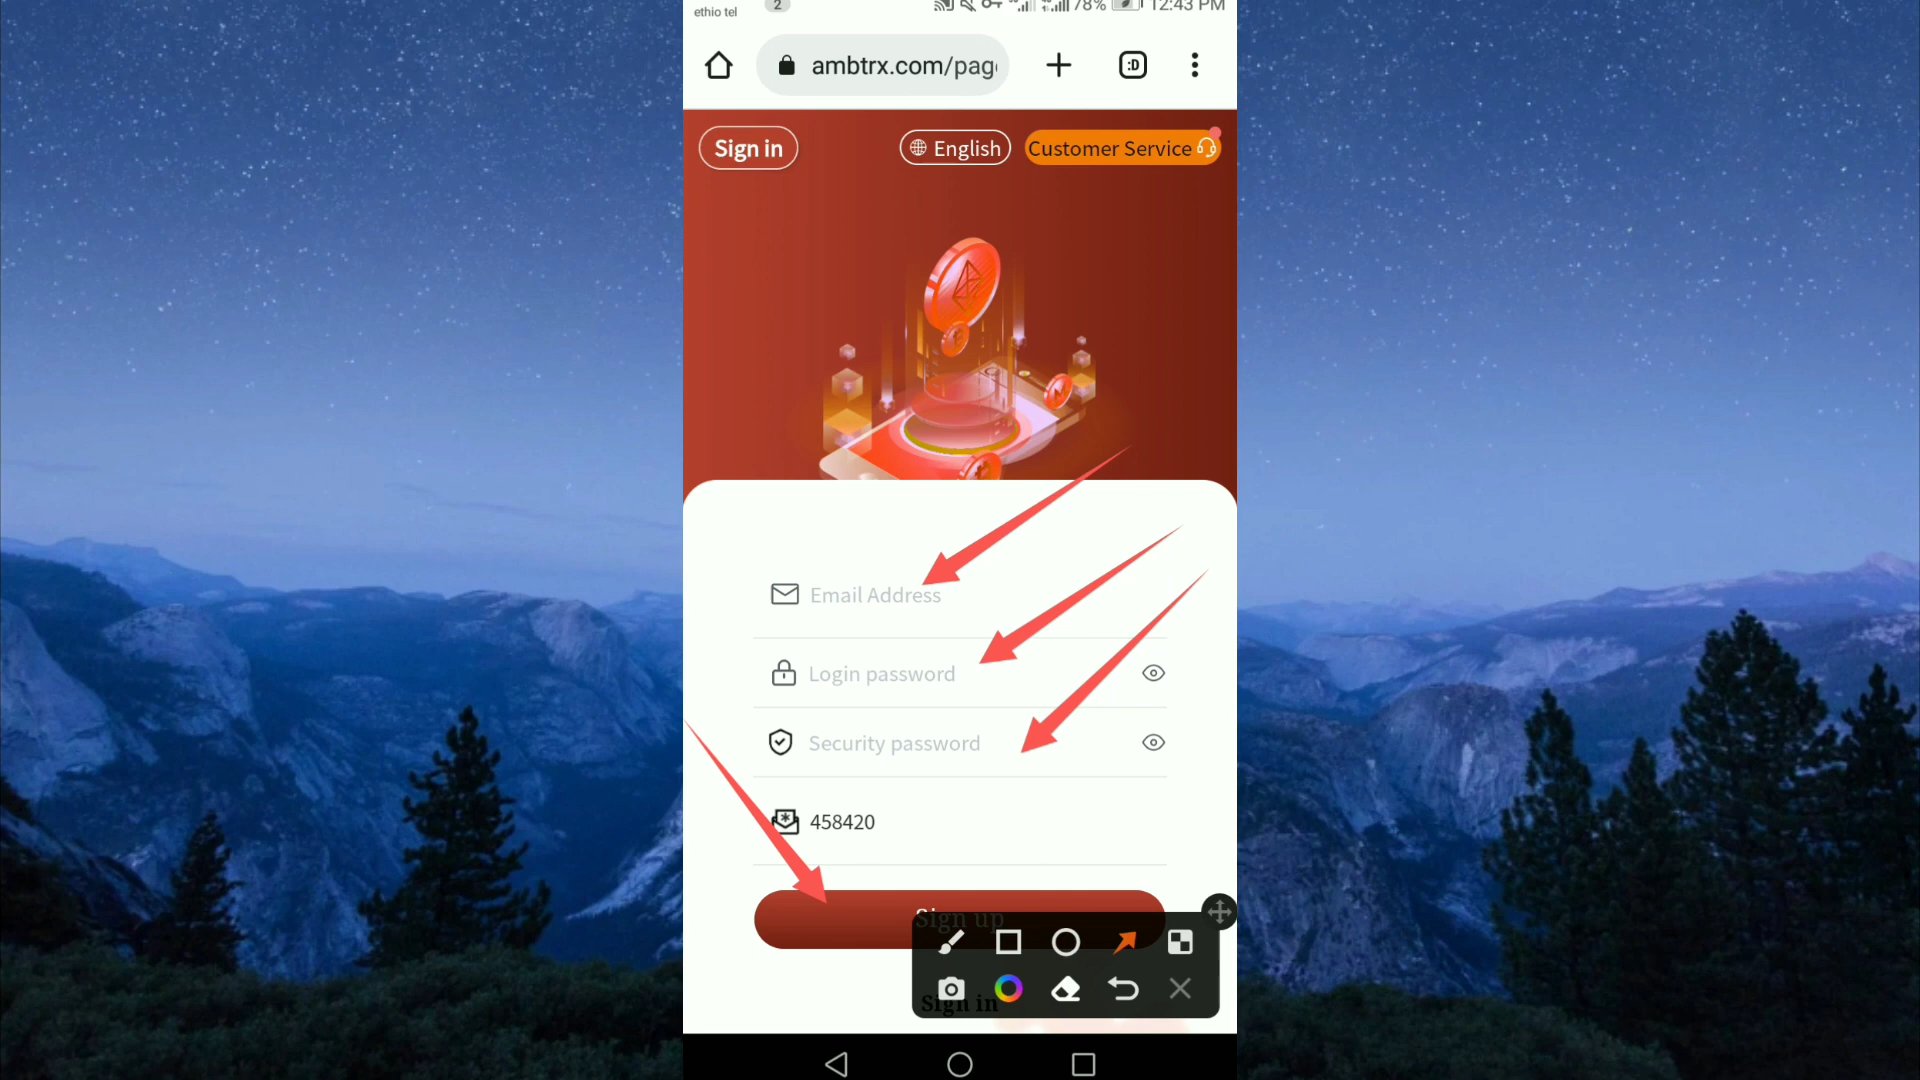 ethio tel 2 78% 12:43 PM
ambtrx.com/page
:D
Sign in English Customer Service
Email Address
Login password
Security password
458420
Sign up
Sign in